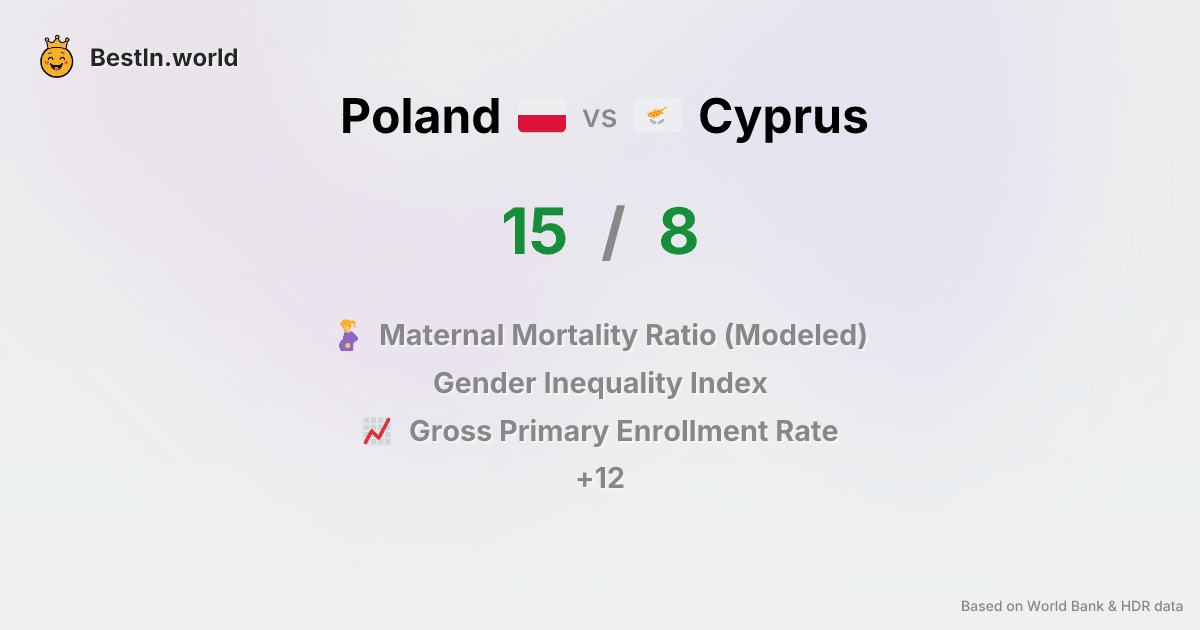 BestIn.world
Poland vs Cyprus
15 / 8
Maternal Mortality Ratio (Modeled)
Gender Inequality Index
Gross Primary Enrollment Rate
+12
Based on World Bank & HDR data